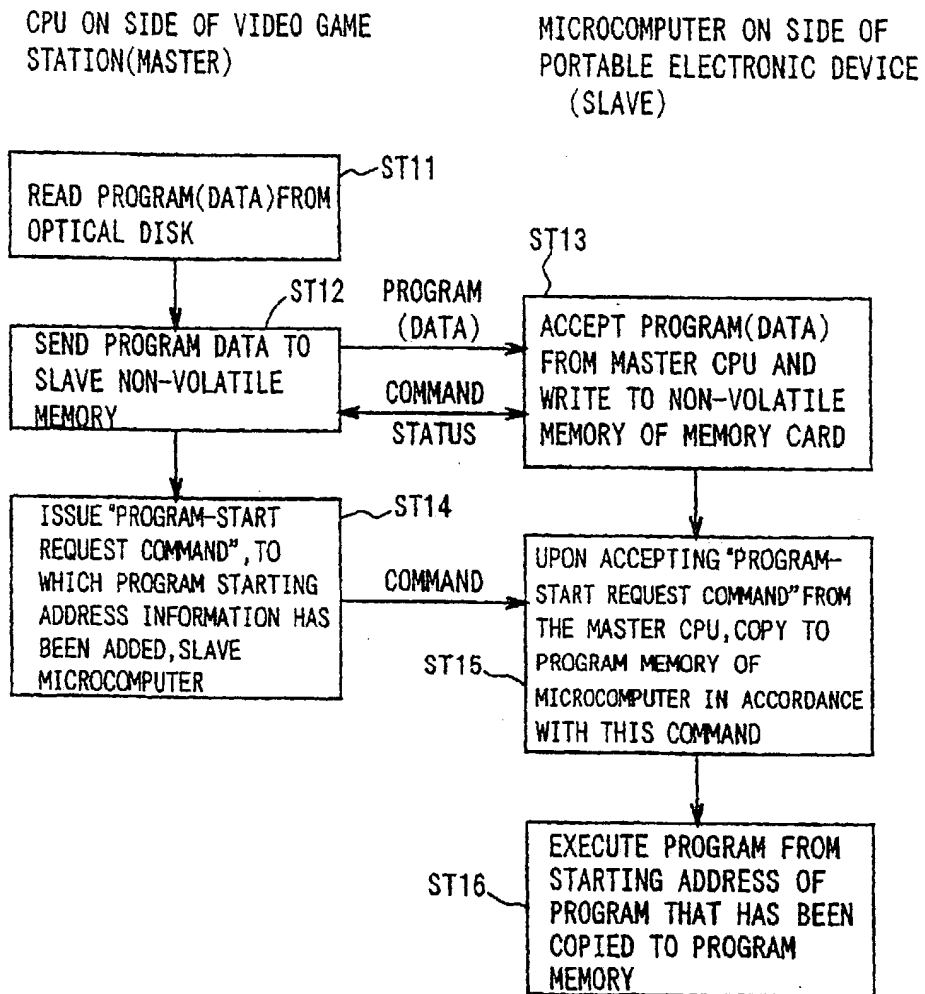 CPU ON SIDE OF VIDEO GAME
STATION(MASTER)
MICROCOMPUTER ON SIDE OF
PORTABLE ELECTRONIC DEVICE
(SLAVE)
ST11
READ PROGRAM(DATA)FROM
OPTICAL DISK
ST12
SEND PROGRAM DATA TO
SLAVE NON-VOLATILE
MEMORY
PROGRAM
(DATA)
COMMAND
STATUS
ST13
ACCEPT PROGRAM(DATA)
FROM MASTER CPU AND
WRITE TO NON-VOLATILE
MEMORY OF MEMORY CARD
ST14
ISSUE "PROGRAM-START
REQUEST COMMAND", TO
WHICH PROGRAM STARTING
ADDRESS INFORMATION HAS
BEEN ADDED, SLAVE
MICROCOMPUTER
COMMAND
ST15
UPON ACCEPTING "PROGRAM-
START REQUEST COMMAND" FROM
THE MASTER CPU, COPY TO
PROGRAM MEMORY OF
MICROCOMPUTER IN ACCORDANCE
WITH THIS COMMAND
ST16
EXECUTE PROGRAM FROM
STARTING ADDRESS OF
PROGRAM THAT HAS BEEN
COPIED TO PROGRAM
MEMORY